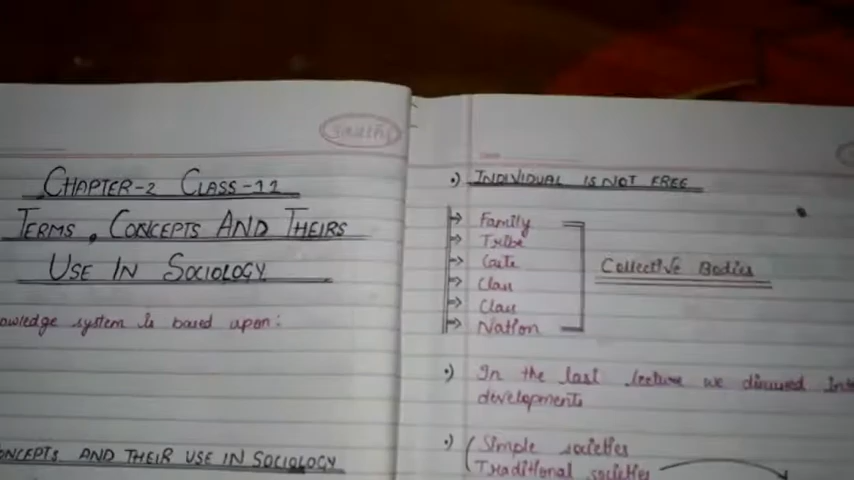 CHAPTER-2 CLASS-12
TERMS, CONCEPTS AND THEIRS
USE IN SOCIOLOGY
owledge system is based upon:
ONCEPTS AND THEIR USE IN SOCIOLOGY
•) INDIVIDUAL IS NOT FREE
→ Family
→ Tribe
→ Caste
→ Clan
→ Class
→ Nation
Collective Bodies
•) In the last lecture we discussed
developments
•) (Simple societies
Traditional societies